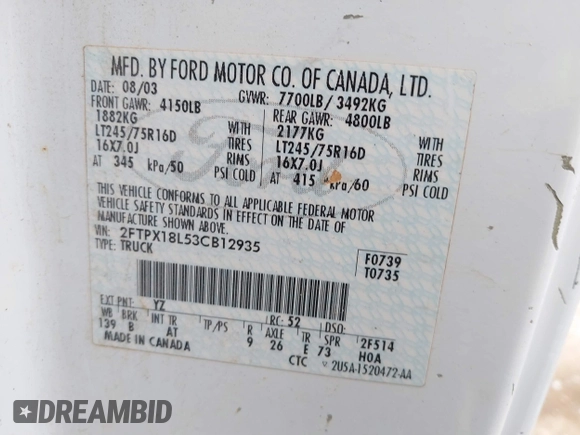 MFD. BY FORD MOTOR CO. OF CANADA, LTD.
DATE: 08/03 GVWR: 7700LB/ 3492KG
FRONT GAWR: 4150LB REAR GAWR: 4800LB
1882KG WITH 2177KG WITH
LT245/75R16D TIRES LT245/75R16D TIRES
16X7.0J RIMS 16X7.0J RIMS
AT 345 kPa/50 PSI COLD AT 415 kPa/60 PSI COLD
THIS VEHICLE CONFORMS TO ALL APPLICABLE FEDERAL MOTOR
VEHICLE SAFETY STANDARDS IN EFFECT ON THE DATE OF
MANUFACTURE SHOWN ABOVE.
VIN: 2FTPX18L53CB12935 F0739
TYPE: TRUCK T0735
EXT PNT: YZ RC: 52 DSO:
WB BRK INT TR TP/PS R AXLE TR SPR 2F514
139 B AT 9 26 E 73 HOA
MADE IN CANADA CTC 2U5A-1520472-AA
Ford
DREAMBID